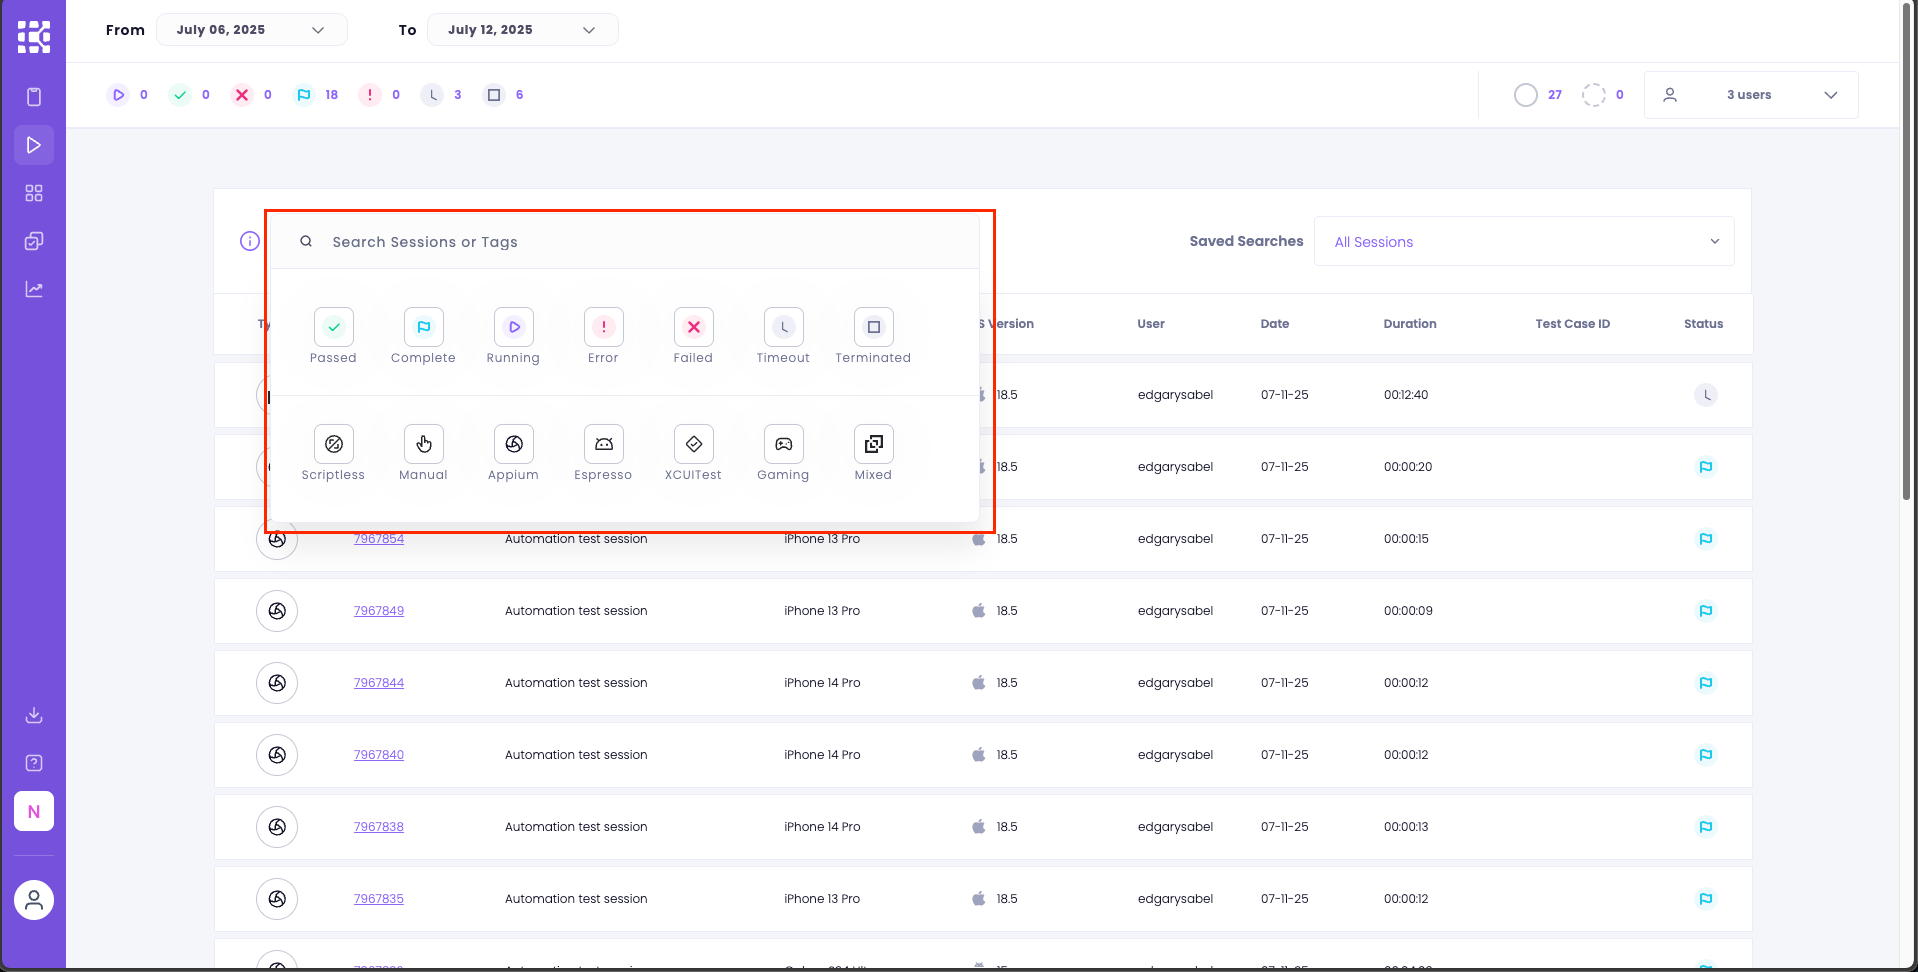 From July 06, 2025 To July 12, 2025
0 0 0 18 0 3 6 27 0 3 users
Search Sessions or Tags Saved Searches All Sessions
Passed Complete Running Error Failed Timeout Terminated
Version User Date Duration Test Case ID Status
18.5 edgarysabel 07-11-25 00:12:40
Scriptless Manual Appium Espresso XCUITest Gaming Mixed
18.5 edgarysabel 07-11-25 00:00:20
7967854 Automation test session iPhone 13 Pro 18.5 edgarysabel 07-11-25 00:00:15
7967849 Automation test session iPhone 13 Pro 18.5 edgarysabel 07-11-25 00:00:09
7967844 Automation test session iPhone 14 Pro 18.5 edgarysabel 07-11-25 00:00:12
7967840 Automation test session iPhone 14 Pro 18.5 edgarysabel 07-11-25 00:00:12
N
7967838 Automation test session iPhone 14 Pro 18.5 edgarysabel 07-11-25 00:00:13
7967835 Automation test session iPhone 13 Pro 18.5 edgarysabel 07-11-25 00:00:12